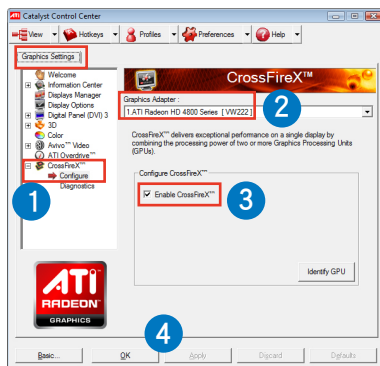 Catalyst Control Center
View
Hotkeys
Profiles
Preferences
Help
Graphics Settings
Welcome
Information Center
Displays Manager
Display Options
Digital Panel (DVI) 3
3D
Color
Avivo™ Video
ATI Overdrive™
CrossFireX™
Configure
Diagnostics
1
ATI
RADEON
GRAPHICS
CrossFireX™
Graphics Adapter :
1.ATI Radeon HD 4800 Series [ VW222 ]
2
CrossFireX™ delivers exceptional performance on a single display by
combining the processing power of two or more Graphics Processing Units
(GPUs).
Configure CrossFireX™
Enable CrossFireX™
3
Identify GPU
4
Basic...
OK
Apply
Discard
Defaults